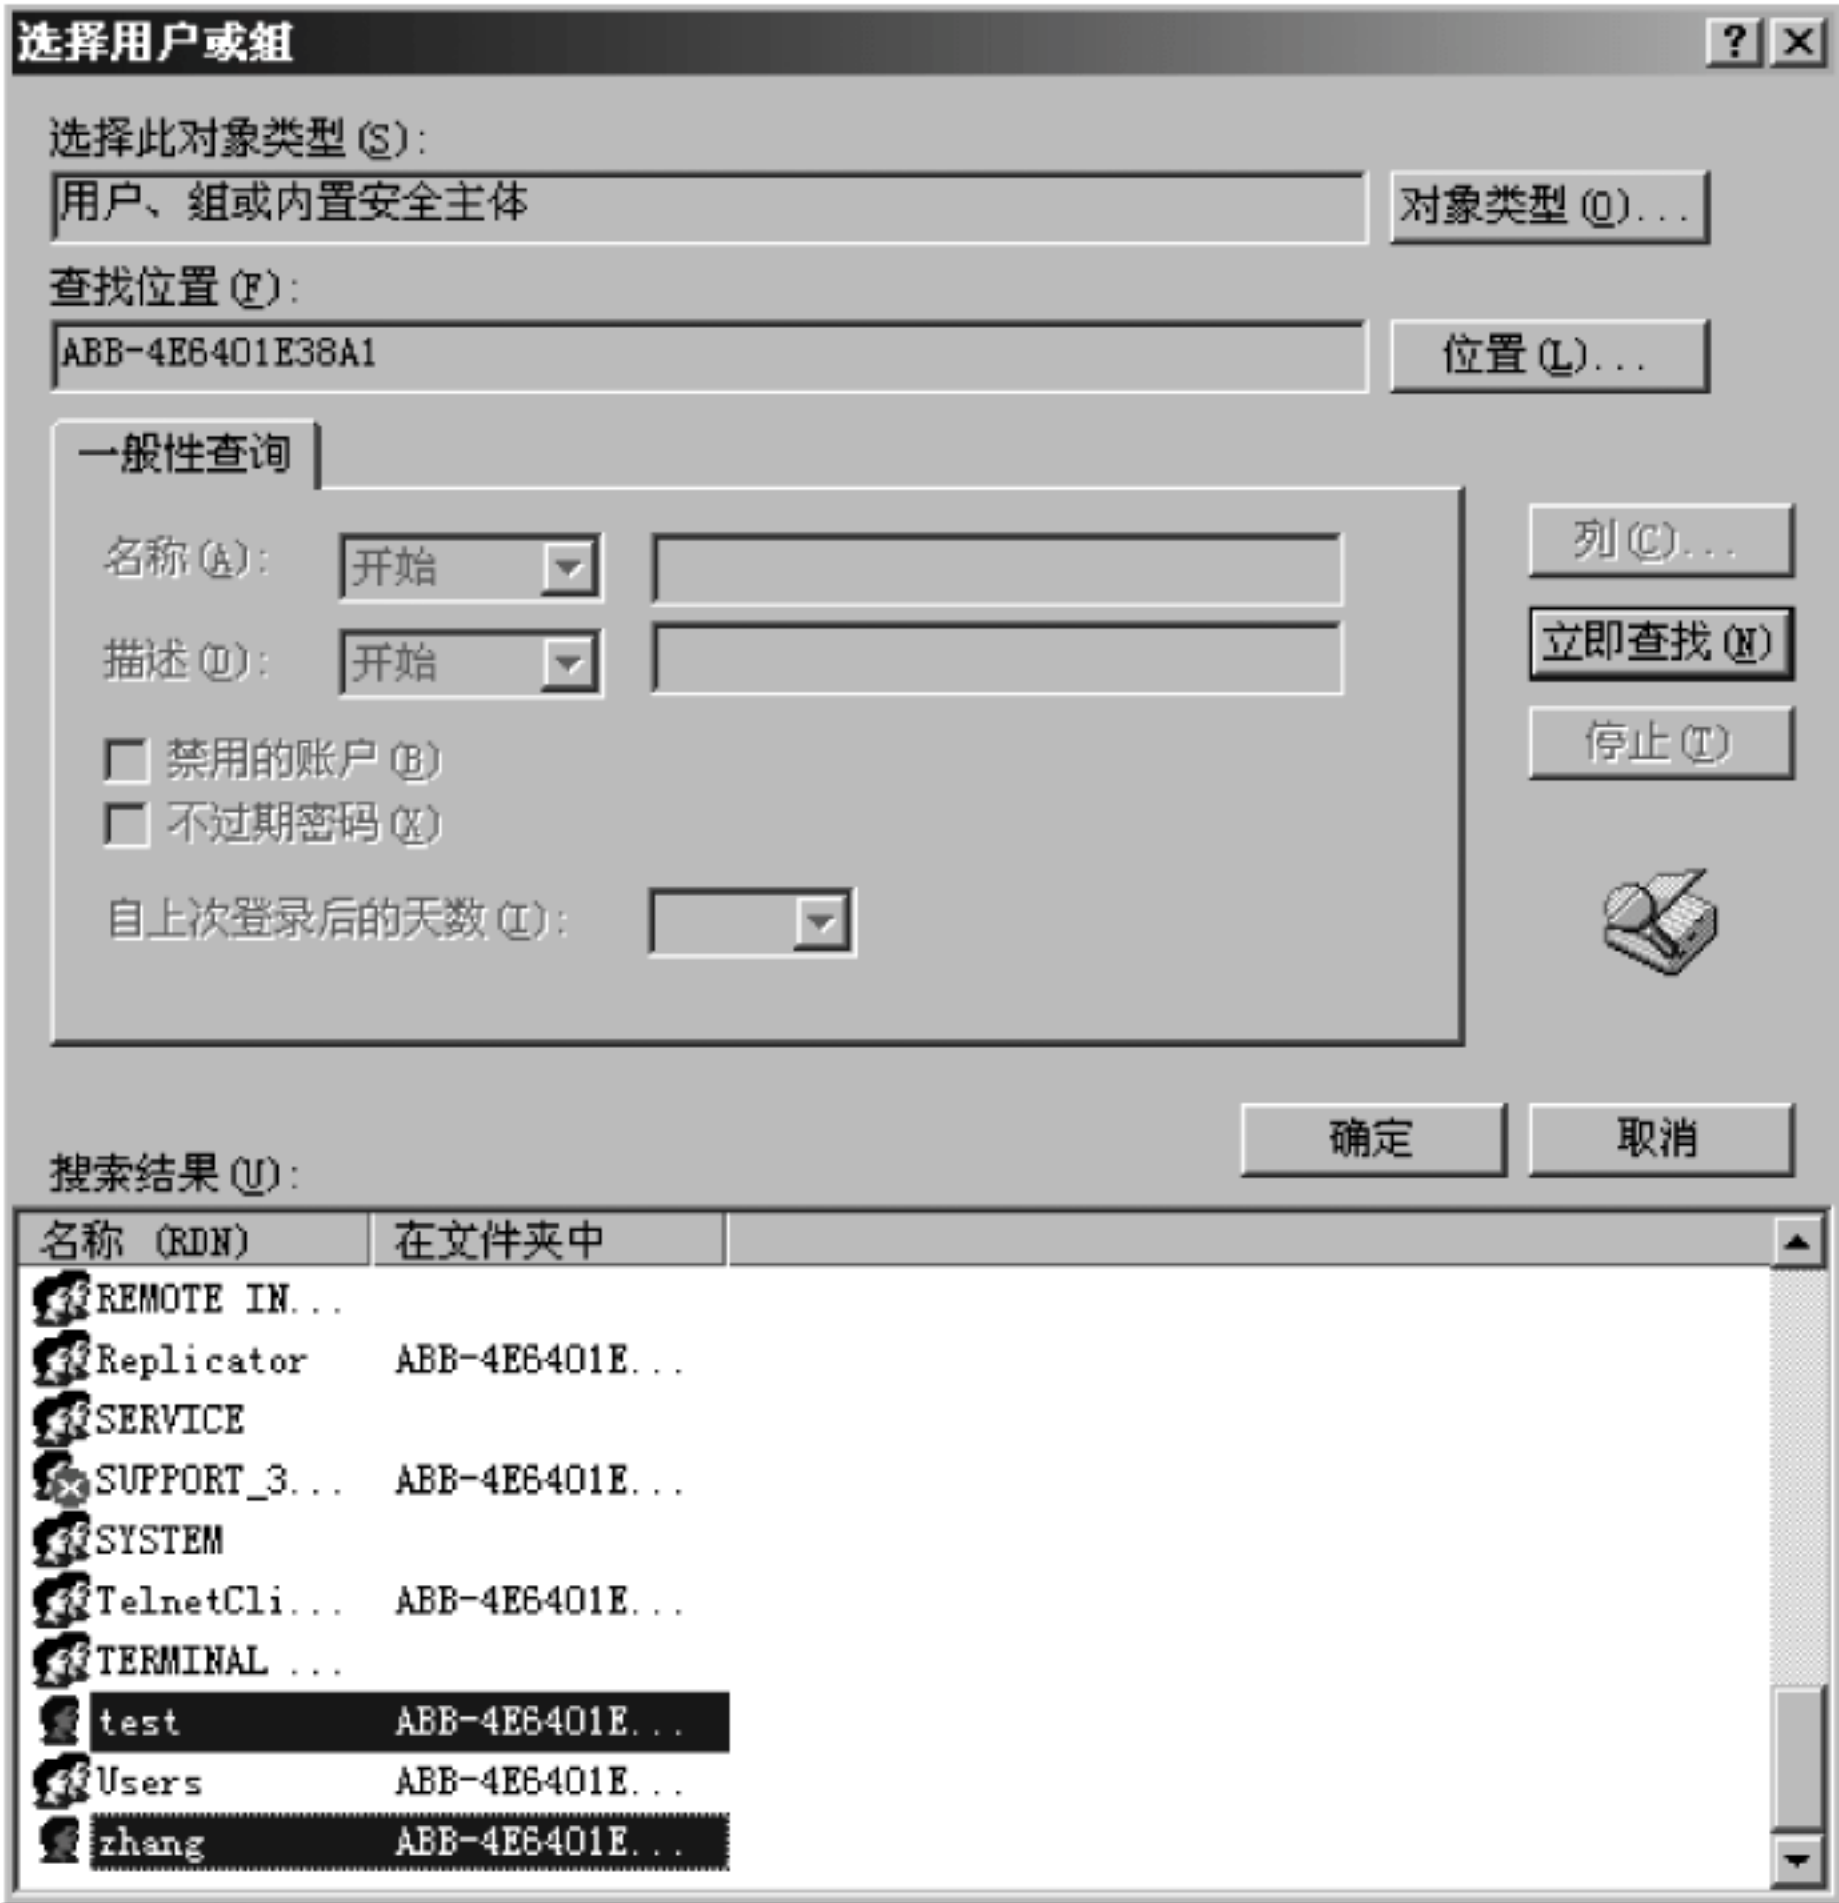 选择用户或组
选择此对象类型(S):
用户、组或内置安全主体
对象类型(O)...
查找位置(F):
ABB-4E6401E38A1
位置(L)...
一般性查询
名称(A): 开始
列(C)...
描述(D): 开始
立即查找(N)
禁用的账户(B)
停止(T)
不过期密码(X)
自上次登录后的天数(I):
确定 取消
搜索结果(U):
名称 (RDN) 在文件夹中
REMOTE IN...
Replicator ABB-4E6401E...
SERVICE
SUPPORT_3... ABB-4E6401E...
SYSTEM
TelnetCli... ABB-4E6401E...
TERMINAL ...
test ABB-4E6401E...
Users ABB-4E6401E...
zhang ABB-4E6401E...